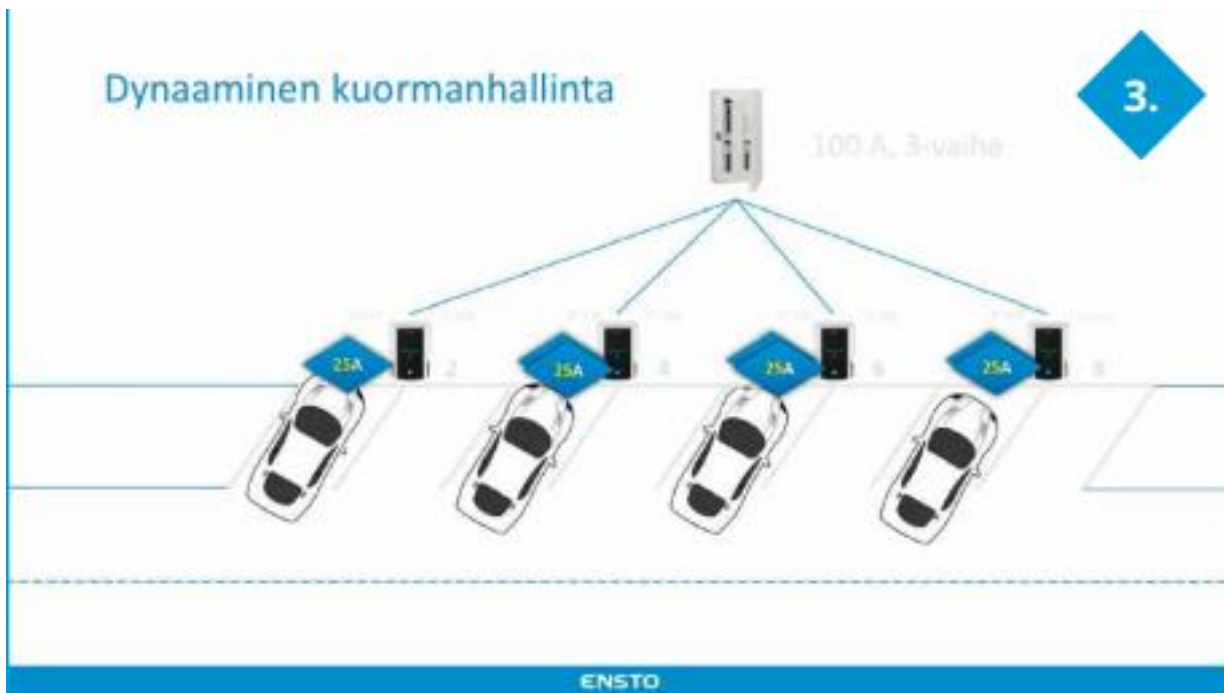 Dynaaminen kuormanhallinta
3.
100 A, 3-vaihe
25A
2
25A
4
25A
6
25A
8
ENSTO